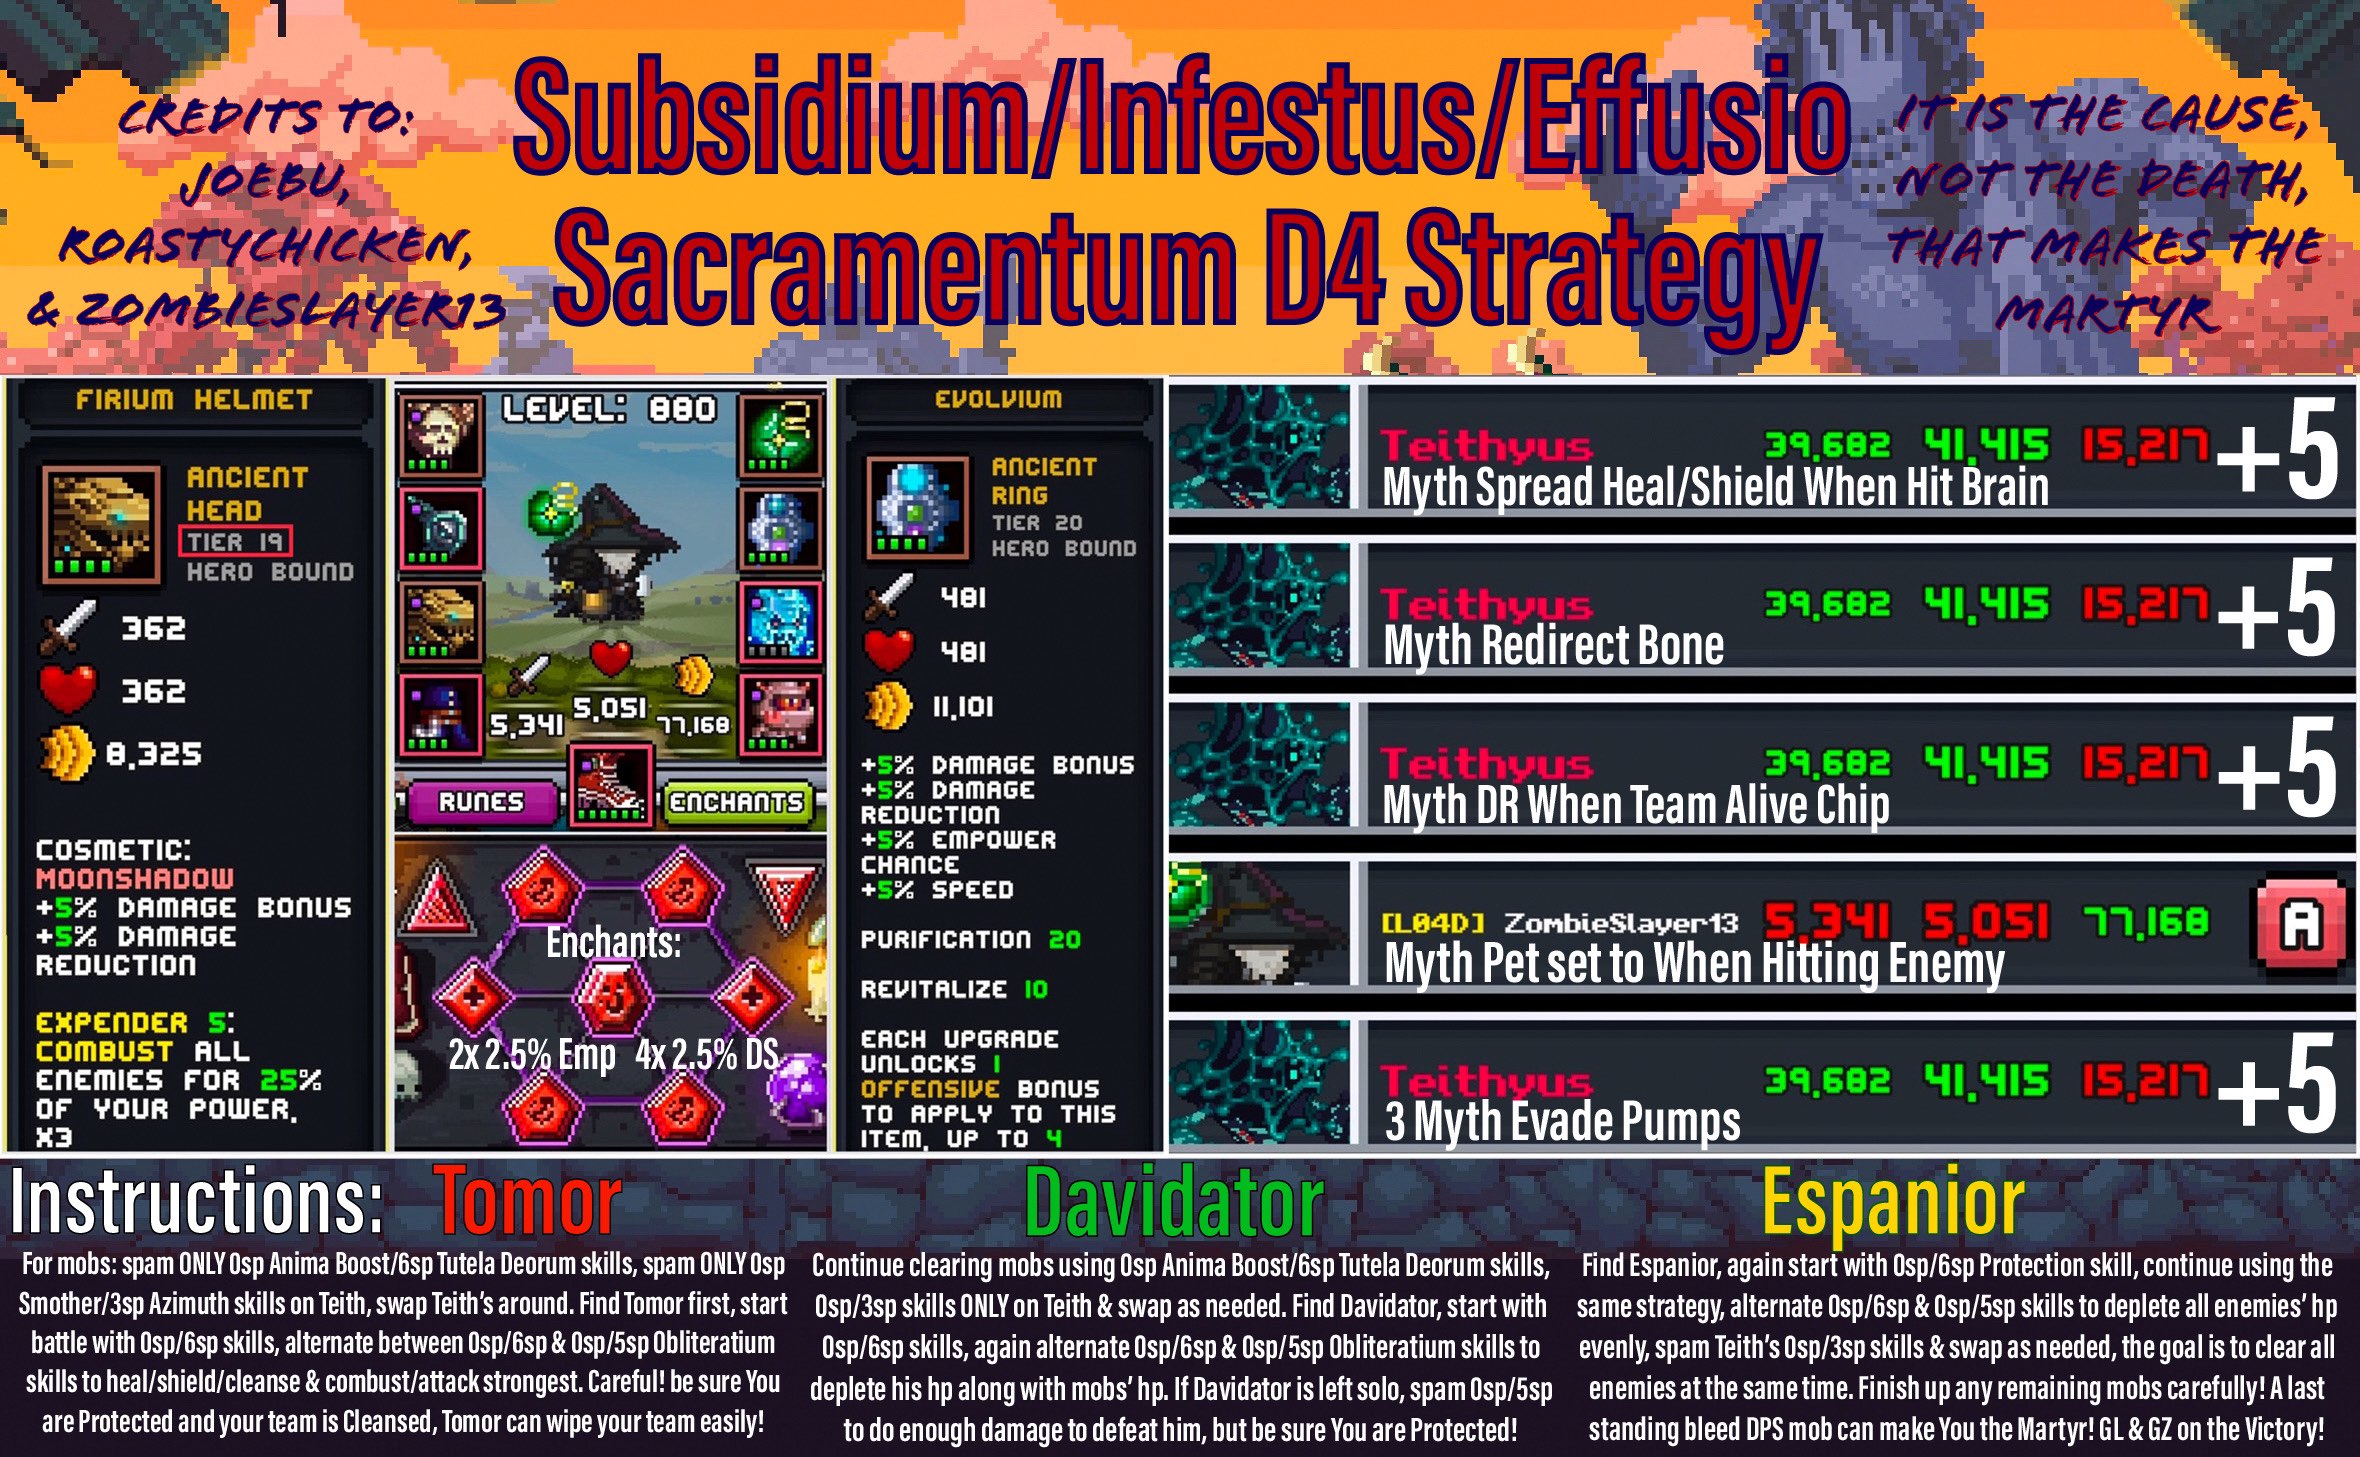 CREDITS TO:
JOEBU,
ROASTYCHICKEN,
& ZOMBIESLAYER13
Subsidium/Infestus/Effusio
Sacramentum D4 Strategy
IT IS THE CAUSE,
NOT THE DEATH,
THAT MAKES THE
MARTYR
FIRIUM HELMET
ANCIENT
HEAD
TIER 19
HERO BOUND
362
362
8,325
COSMETIC:
MOONSHADOW
+5% DAMAGE BONUS
+5% DAMAGE
REDUCTION
EXPENDER 5:
COMBUST ALL
ENEMIES FOR 25%
OF YOUR POWER.
X3
LEVEL: 880
5,341 5,051 77,168
RUNES
ENCHANTS
Enchants:
2x 2.5% Emp 4x 2.5% DS
EVOLVIUM
ANCIENT
RING
TIER 20
HERO BOUND
481
481
11,101
+5% DAMAGE BONUS
+5% DAMAGE
REDUCTION
+5% EMPOWER
CHANCE
+5% SPEED
PURIFICATION 20
REVITALIZE 10
EACH UPGRADE
UNLOCKS 1
OFFENSIVE BONUS
TO APPLY TO THIS
ITEM, UP TO 4
Teithyus 39,682 41,415 15,217 +5
Myth Spread Heal/Shield When Hit Brain
Teithyus 39,682 41,415 15,217 +5
Myth Redirect Bone
Teithyus 39,682 41,415 15,217 +5
Myth DR When Team Alive Chip
[L04D] ZombieSlayer13 5,341 5,051 77,168 A
Myth Pet set to When Hitting Enemy
Teithyus 39,682 41,415 15,217 +5
3 Myth Evade Pumps
Instructions: Tomor
For mobs: spam ONLY 0sp Anima Boost/6sp Tutela Deorum skills, spam ONLY 0sp
Smother/3sp Azimuth skills on Teith, swap Teith's around. Find Tomor first, start
battle with 0sp/6sp skills, alternate between 0sp/6sp & 0sp/5sp Obliteratium
skills to heal/shield/cleanse & combust/attack strongest. Careful! be sure You
are Protected and your team is Cleansed, Tomor can wipe your team easily!
Davidator
Continue clearing mobs using 0sp Anima Boost/6sp Tutela Deorum skills,
0sp/3sp skills ONLY on Teith & swap as needed. Find Davidator, start with
0sp/6sp skills, again alternate 0sp/6sp & 0sp/5sp Obliteratium skills to
deplete his hp along with mobs' hp. If Davidator is left solo, spam 0sp/5sp
to do enough damage to defeat him, but be sure You are Protected!
Espanior
Find Espanior, again start with 0sp/6sp Protection skill, continue using the
same strategy, alternate 0sp/6sp & 0sp/5sp skills to deplete all enemies' hp
evenly, spam Teith's 0sp/3sp skills & swap as needed, the goal is to clear all
enemies at the same time. Finish up any remaining mobs carefully! A last
standing bleed DPS mob can make You the Martyr! GL & GZ on the Victory!